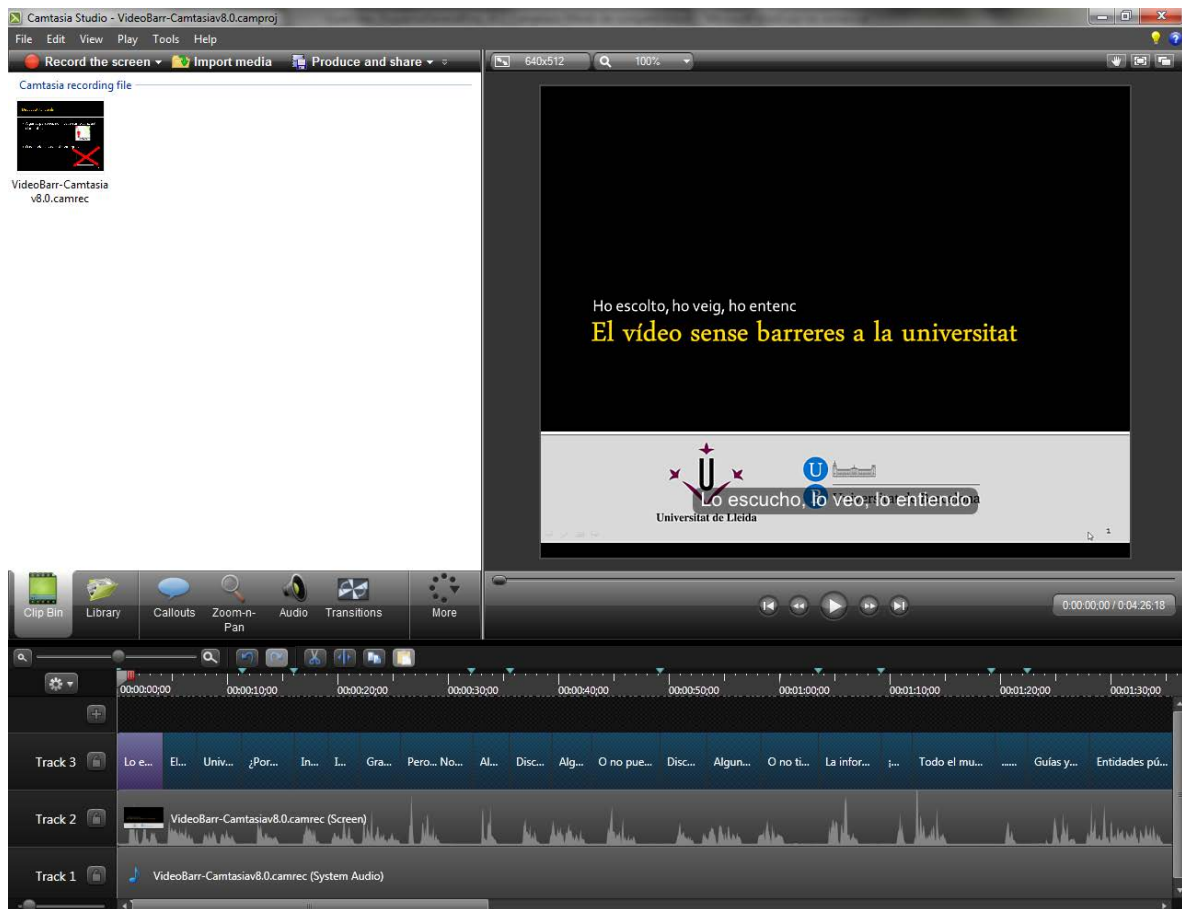 Camtasia Studio - VideoBarr-Camtasiav8.0.camproj
File Edit View Play Tools Help
Record the screen Import media Produce and share
640x512 100%
Camtasia recording file
VideoBarr-Camtasia
v8.0.camrec
Ho escolto, ho veig, ho entenc
El vídeo sense barreres a la universitat
U
Lo escucho, lo veo, lo entiendo
Universitat de Lleida
1
Clip Bin Library Callouts Zoom-n-
Pan Audio Transitions More
0:00:00;00 / 0:04:26;18
00:00:00;00 00:00:10;00 00:00:20;00 00:00:30;00 00:00:40;00 00:00:50;00 00:01:00;00 00:01:10;00 00:01:20;00 00:01:30;00
Track 3 Lo e... El... Univ... ¿Por... In... I... Gra... Pero... No... Al... Disc... Alg... O no pue... Disc... Algun... O no ti... La infor... ¡... Todo el mu... ...... Guías y... Entidades pú...
Track 2 VideoBarr-Camtasiav8.0.camrec (Screen)
Track 1 VideoBarr-Camtasiav8.0.camrec (System Audio)